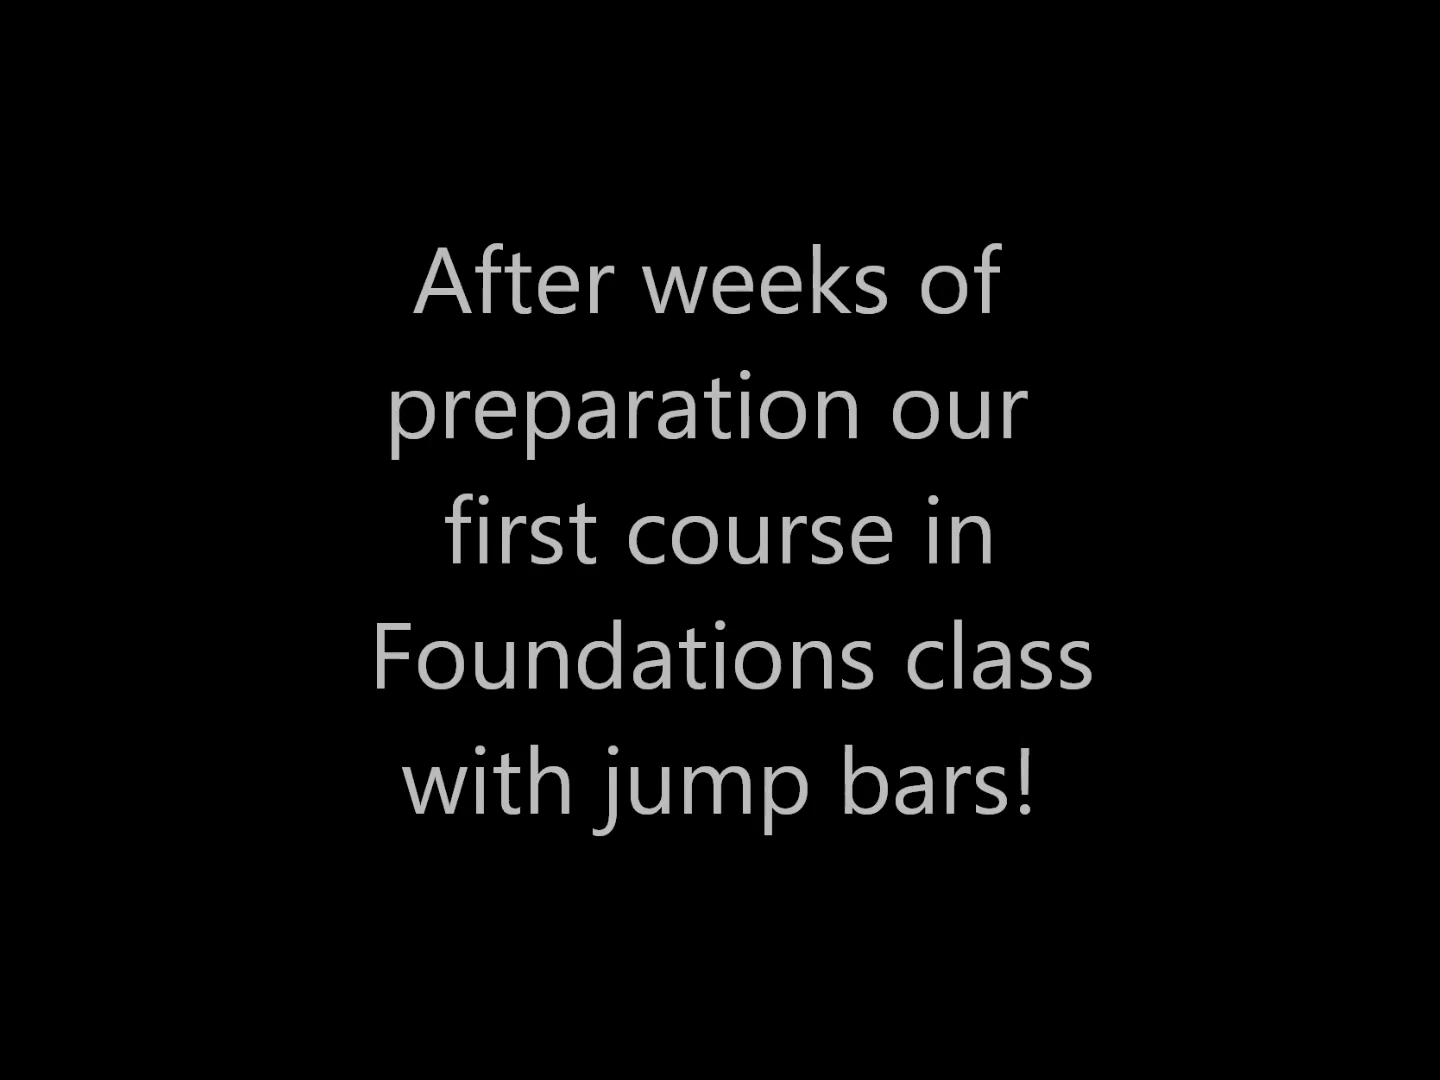 After weeks of
preparation our
first course in
Foundations class
with jump bars!